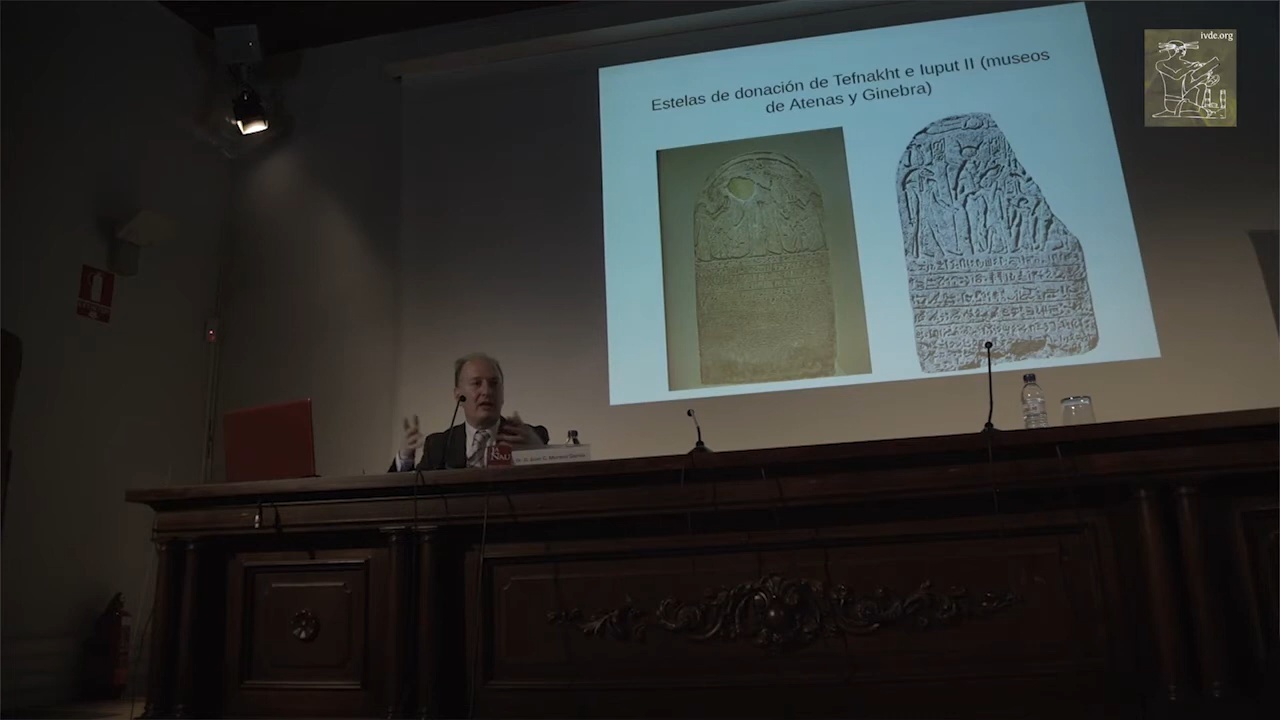 ivde.org
Estelas de donación de Tefnakht e Iuput II (museos
de Atenas y Ginebra)